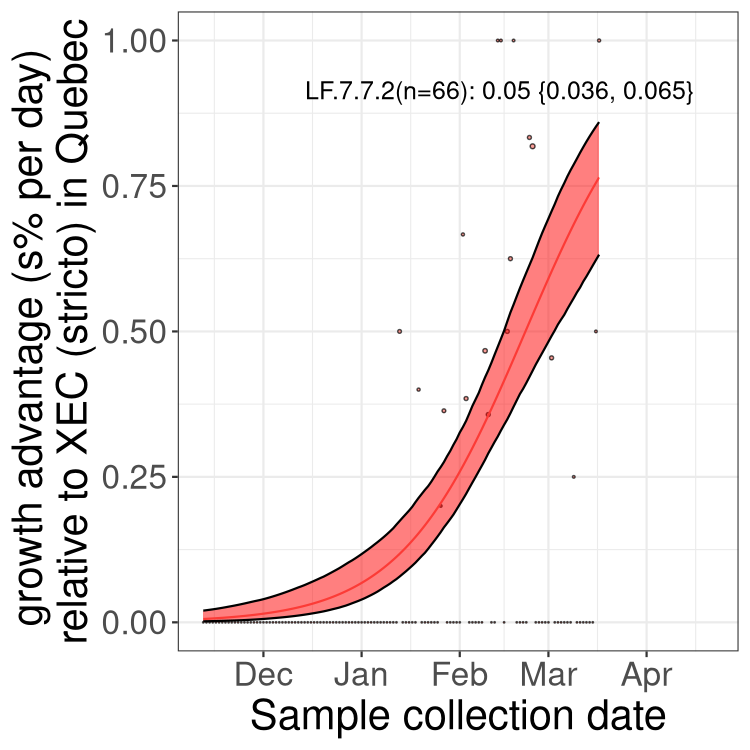 growth advantage (s% per day)
relative to XEC (stricto) in Quebec
1.00
0.75
0.50
0.25
0.00
LF.7.7.2(n=66): 0.05 {0.036, 0.065}
Dec Jan Feb Mar Apr
Sample collection date